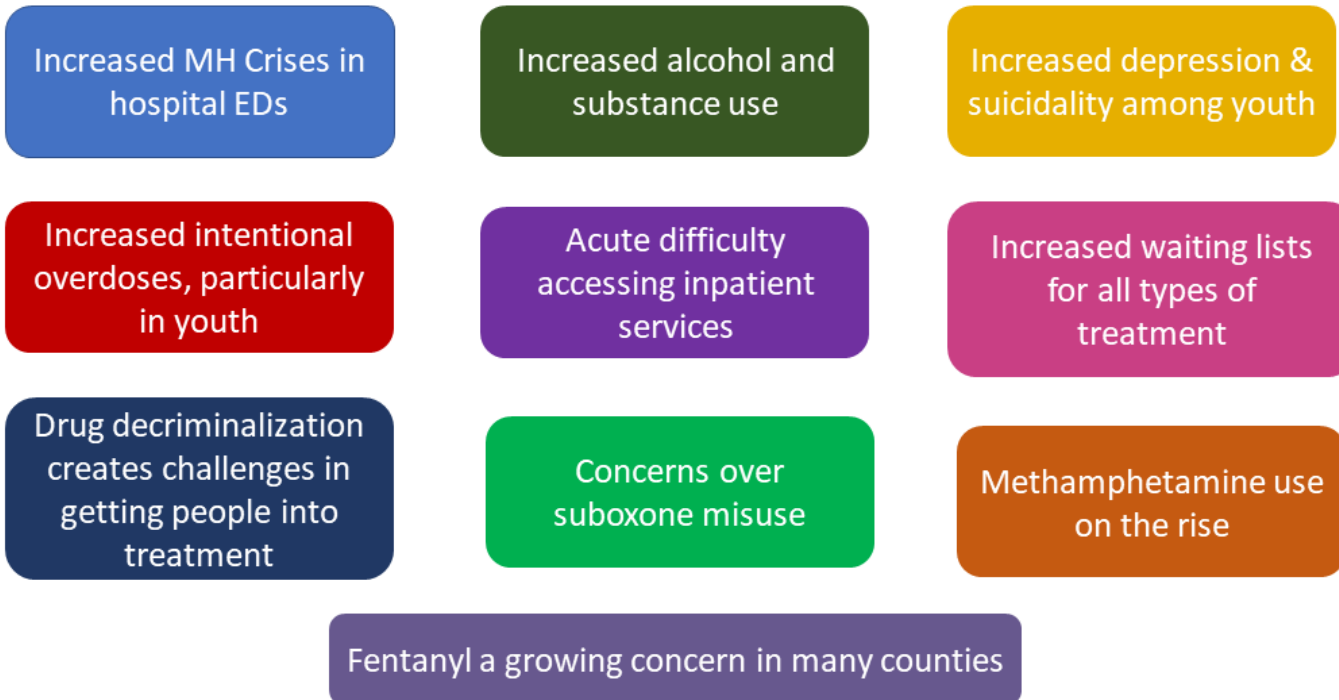 Increased MH Crises in
hospital EDs
Increased alcohol and
substance use
Increased depression &
suicidality among youth
Increased intentional
overdoses, particularly
in youth
Acute difficulty
accessing inpatient
services
Increased waiting lists
for all types of
treatment
Drug decriminalization
creates challenges in
getting people into
treatment
Concerns over
suboxone misuse
Methamphetamine use
on the rise
Fentanyl a growing concern in many counties